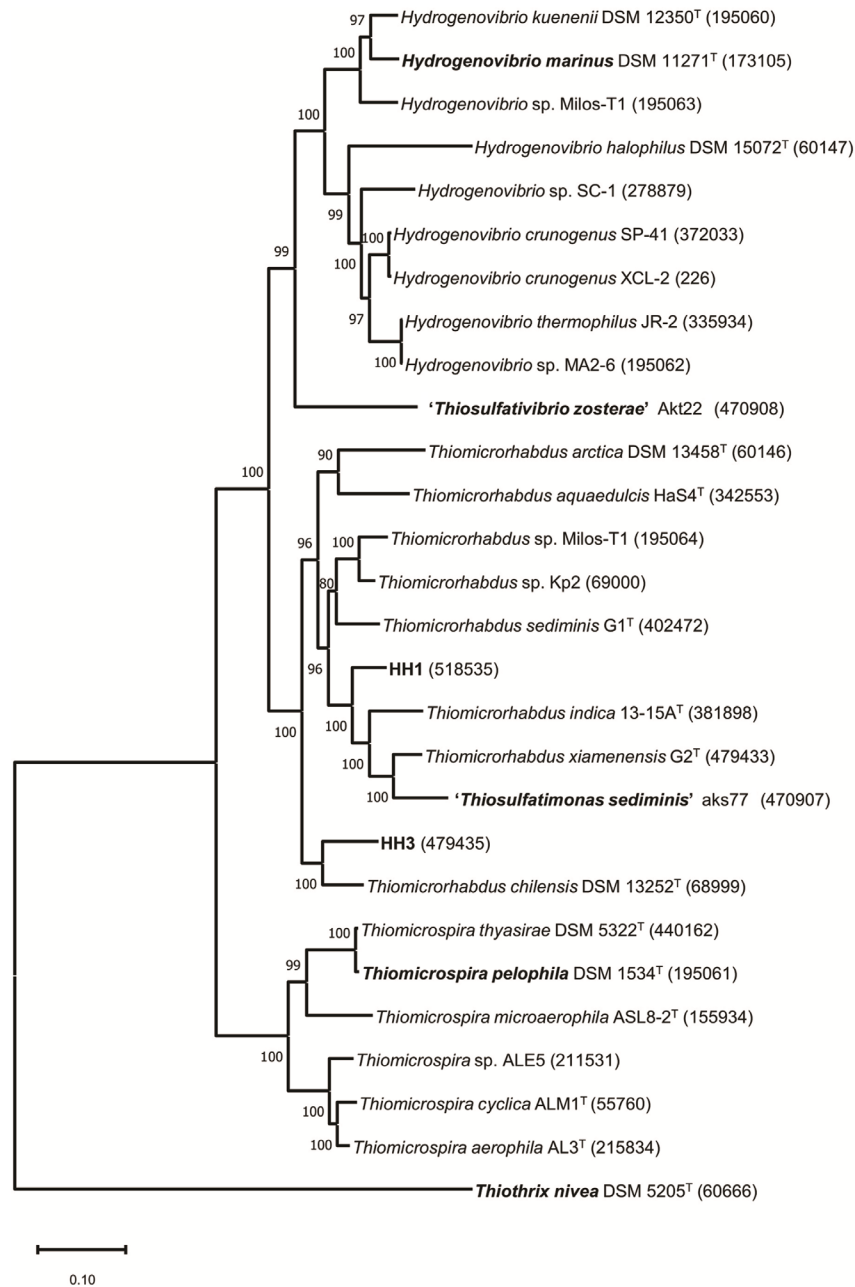 97
Hydrogenovibrio kuenenii DSM 12350ᵀ (195060)
100
Hydrogenovibrio marinus DSM 11271ᵀ (173105)
Hydrogenovibrio sp. Milos-T1 (195063)
100
Hydrogenovibrio halophilus DSM 15072ᵀ (60147)
Hydrogenovibrio sp. SC-1 (278879)
99
100
Hydrogenovibrio crunogenus SP-41 (372033)
99
100
Hydrogenovibrio crunogenus XCL-2 (226)
97
Hydrogenovibrio thermophilus JR-2 (335934)
100
Hydrogenovibrio sp. MA2-6 (195062)
‘Thiosulfativibrio zosterae’ Akt22 (470908)
90
Thiomicrorhabdus arctica DSM 13458ᵀ (60146)
100
Thiomicrorhabdus aquaedulcis HaS4ᵀ (342553)
96
100
Thiomicrorhabdus sp. Milos-T1 (195064)
80
Thiomicrorhabdus sp. Kp2 (69000)
Thiomicrorhabdus sediminis G1ᵀ (402472)
96
HH1 (518535)
100
100
Thiomicrorhabdus indica 13-15Aᵀ (381898)
100
Thiomicrorhabdus xiamenensis G2ᵀ (479433)
100
‘Thiosulfatimonas sediminis’ aks77 (470907)
HH3 (479435)
100
Thiomicrorhabdus chilensis DSM 13252ᵀ (68999)
100
Thiomicrospira thyasirae DSM 5322ᵀ (440162)
99
Thiomicrospira pelophila DSM 1534ᵀ (195061)
Thiomicrospira microaerophila ASL8-2ᵀ (155934)
100
Thiomicrospira sp. ALE5 (211531)
100
Thiomicrospira cyclica ALM1ᵀ (55760)
100
Thiomicrospira aerophila AL3ᵀ (215834)
Thiothrix nivea DSM 5205ᵀ (60666)
0.10